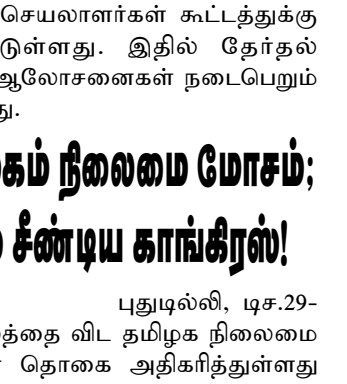 செயலாளர்கள் கூட்டத்துக்கு
டுள்ளது. இதில் தேர்தல்
ஆலோசனைகள் நடைபெறும்
து.
கம் நிலைமை மோசம்;
சீண்டிய காங்கிரஸ்!
புதுடில்லி, டிச.29-
த்தை விட தமிழக நிலைமை
தொகை அதிகரித்துள்ளது